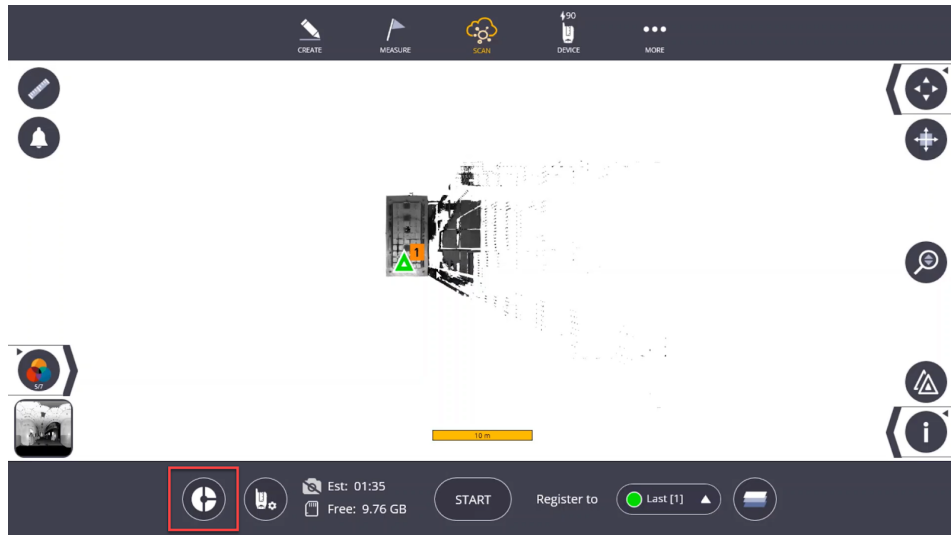 90
CREATE
MEASURE
SCAN
DEVICE
MORE
1
5/7
10 m
i
Est: 01:35
Free: 9.76 GB
START
Register to
Last [1]